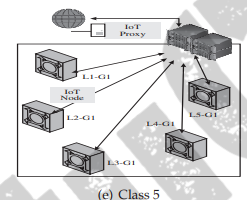 IoT
Proxy
L1-G1
IoT
Node
L2-G1
L5-G1
L4-G1
L3-G1
(e) Class 5